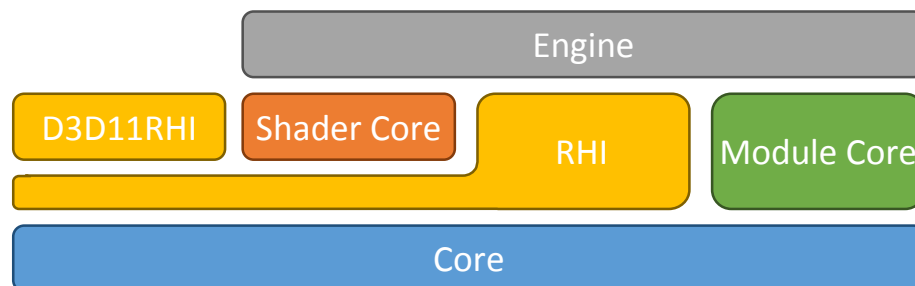 Engine
D3D11RHI
Shader Core
RHI
Module Core
Core